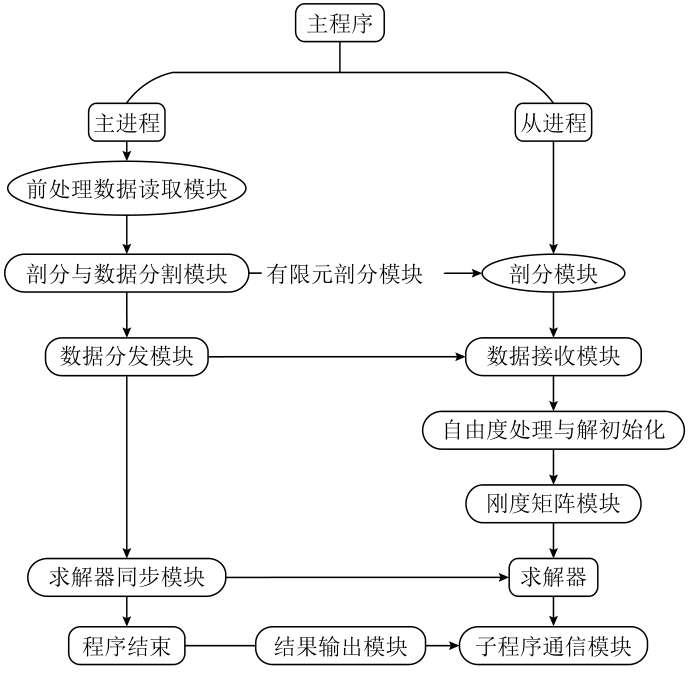 主程序
主进程
从进程
前处理数据读取模块
剖分与数据分割模块
有限元剖分模块
剖分模块
数据分发模块
数据接收模块
自由度处理与解初始化
刚度矩阵模块
求解器同步模块
求解器
程序结束
结果输出模块
子程序通信模块